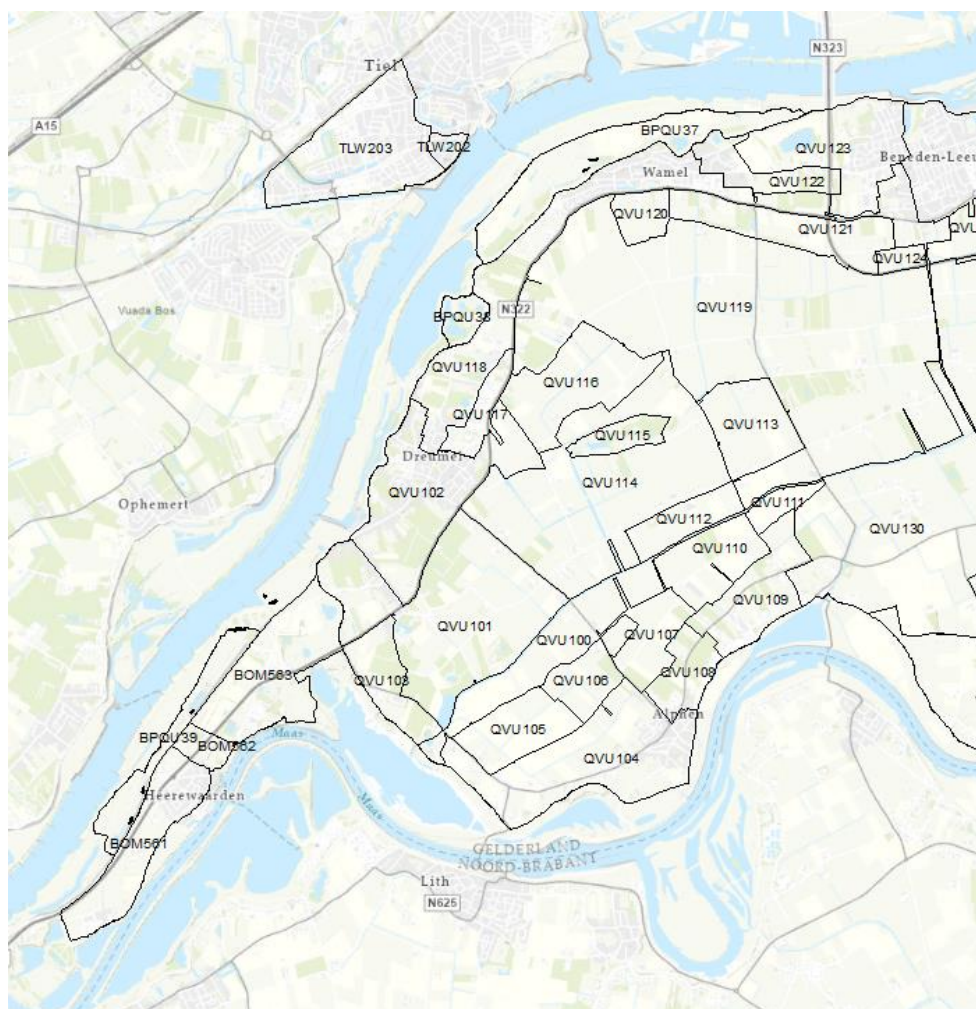 N323
Tiel
A15
BPQU37
TLW203
TLW202
QVU123
Beneden-Leeu
Wamel
QVU122
QVU120
QVU121
QVU
QVU124
QVU119
Vuada Bos
N322
BPQU38
QVU118
QVU116
QVU117
QVU113
QVU115
Dreumel
QVU114
QVU102
Ophemert
QVU111
QVU112
QVU130
QVU110
QVU109
QVU101
QVU100
QVU107
BOM563
QVU103
QVU106
QVU108
Alphen
QVU105
BPQU39
Maas
BOM562
QVU104
Heerewaarden
Maas
BOM561
GELDERLAND
NOORD-BRABANT
Lith
N625